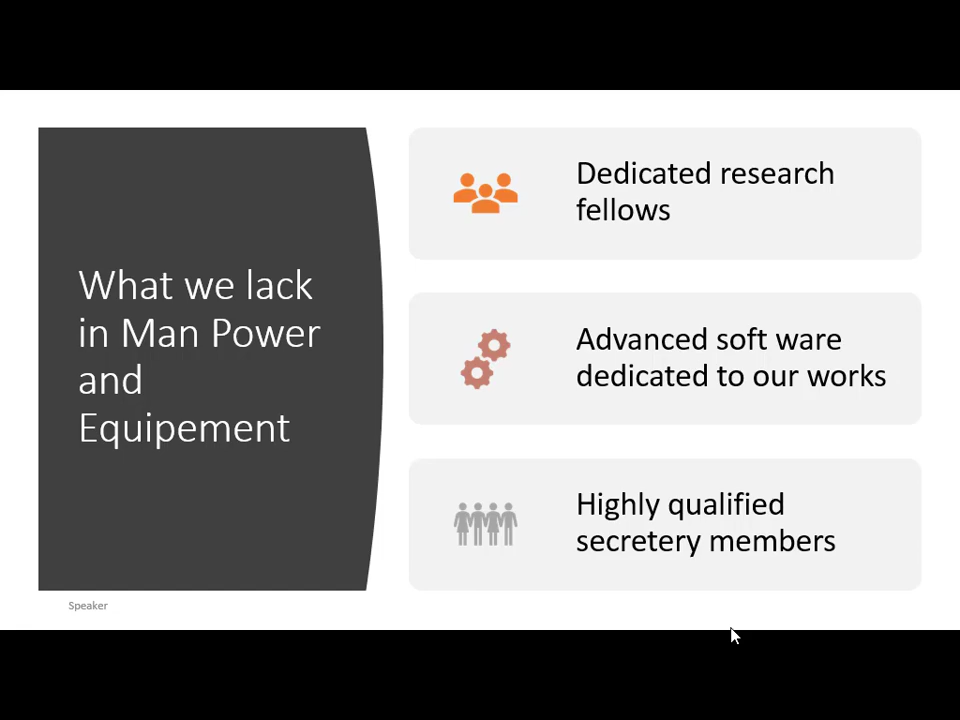 What we lack
in Man Power
and
Equipement
Dedicated research
fellows
Advanced soft ware
dedicated to our works
Highly qualified
secretery members
Speaker